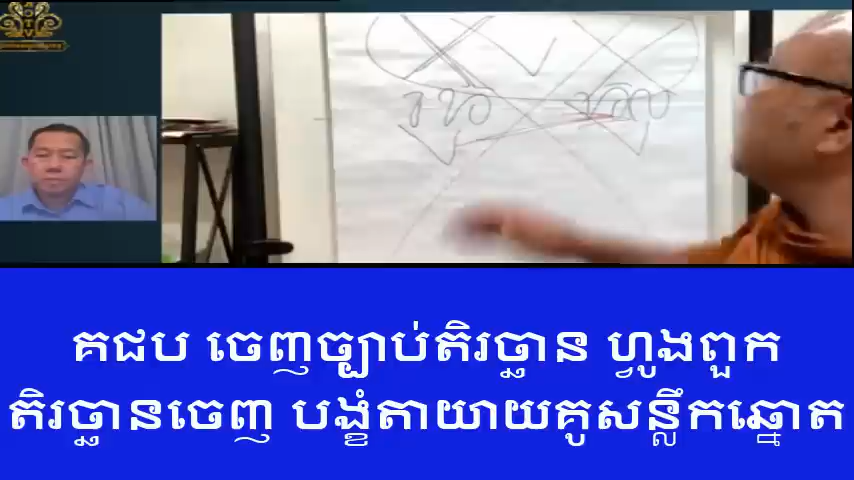 គជប ចេញច្បាប់តិរច្ឆាន ហ្វូងពួក
តិរច្ឆានចេញ បង្ខំតាយាយគូសន្លឹកឆ្នោត